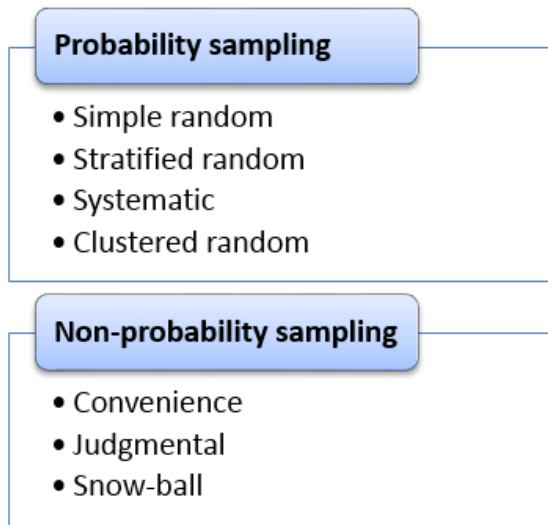 Probability sampling
• Simple random
• Stratified random
• Systematic
• Clustered random
Non-probability sampling
• Convenience
• Judgmental
• Snow-ball